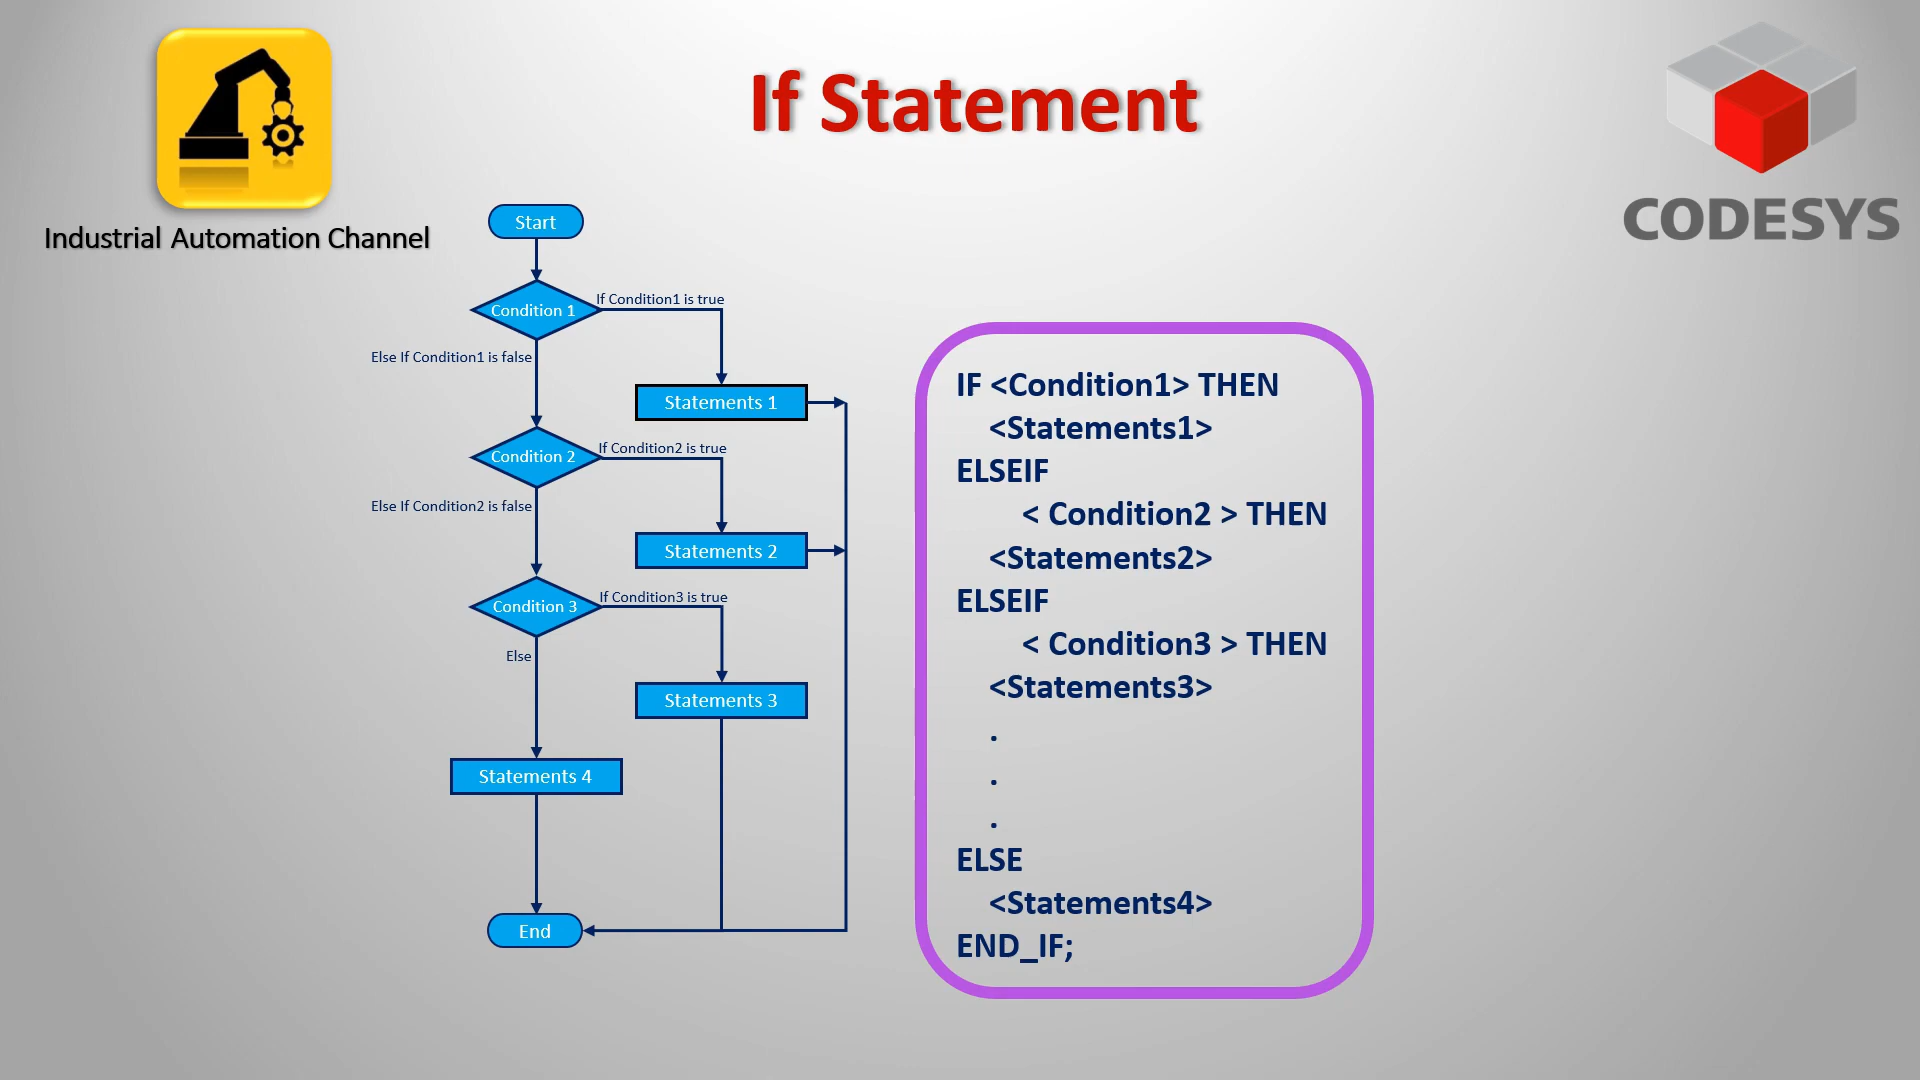 If Statement
Industrial Automation Channel
CODESYS
Start
Condition 1
If Condition1 is true
Else If Condition1 is false
Statements 1
Condition 2
If Condition2 is true
Else If Condition2 is false
Statements 2
Condition 3
If Condition3 is true
Else
Statements 3
Statements 4
End
IF <Condition1> THEN
<Statements1>
ELSEIF
< Condition2 > THEN
<Statements2>
ELSEIF
< Condition3 > THEN
<Statements3>
.
.
.
ELSE
<Statements4>
END_IF;